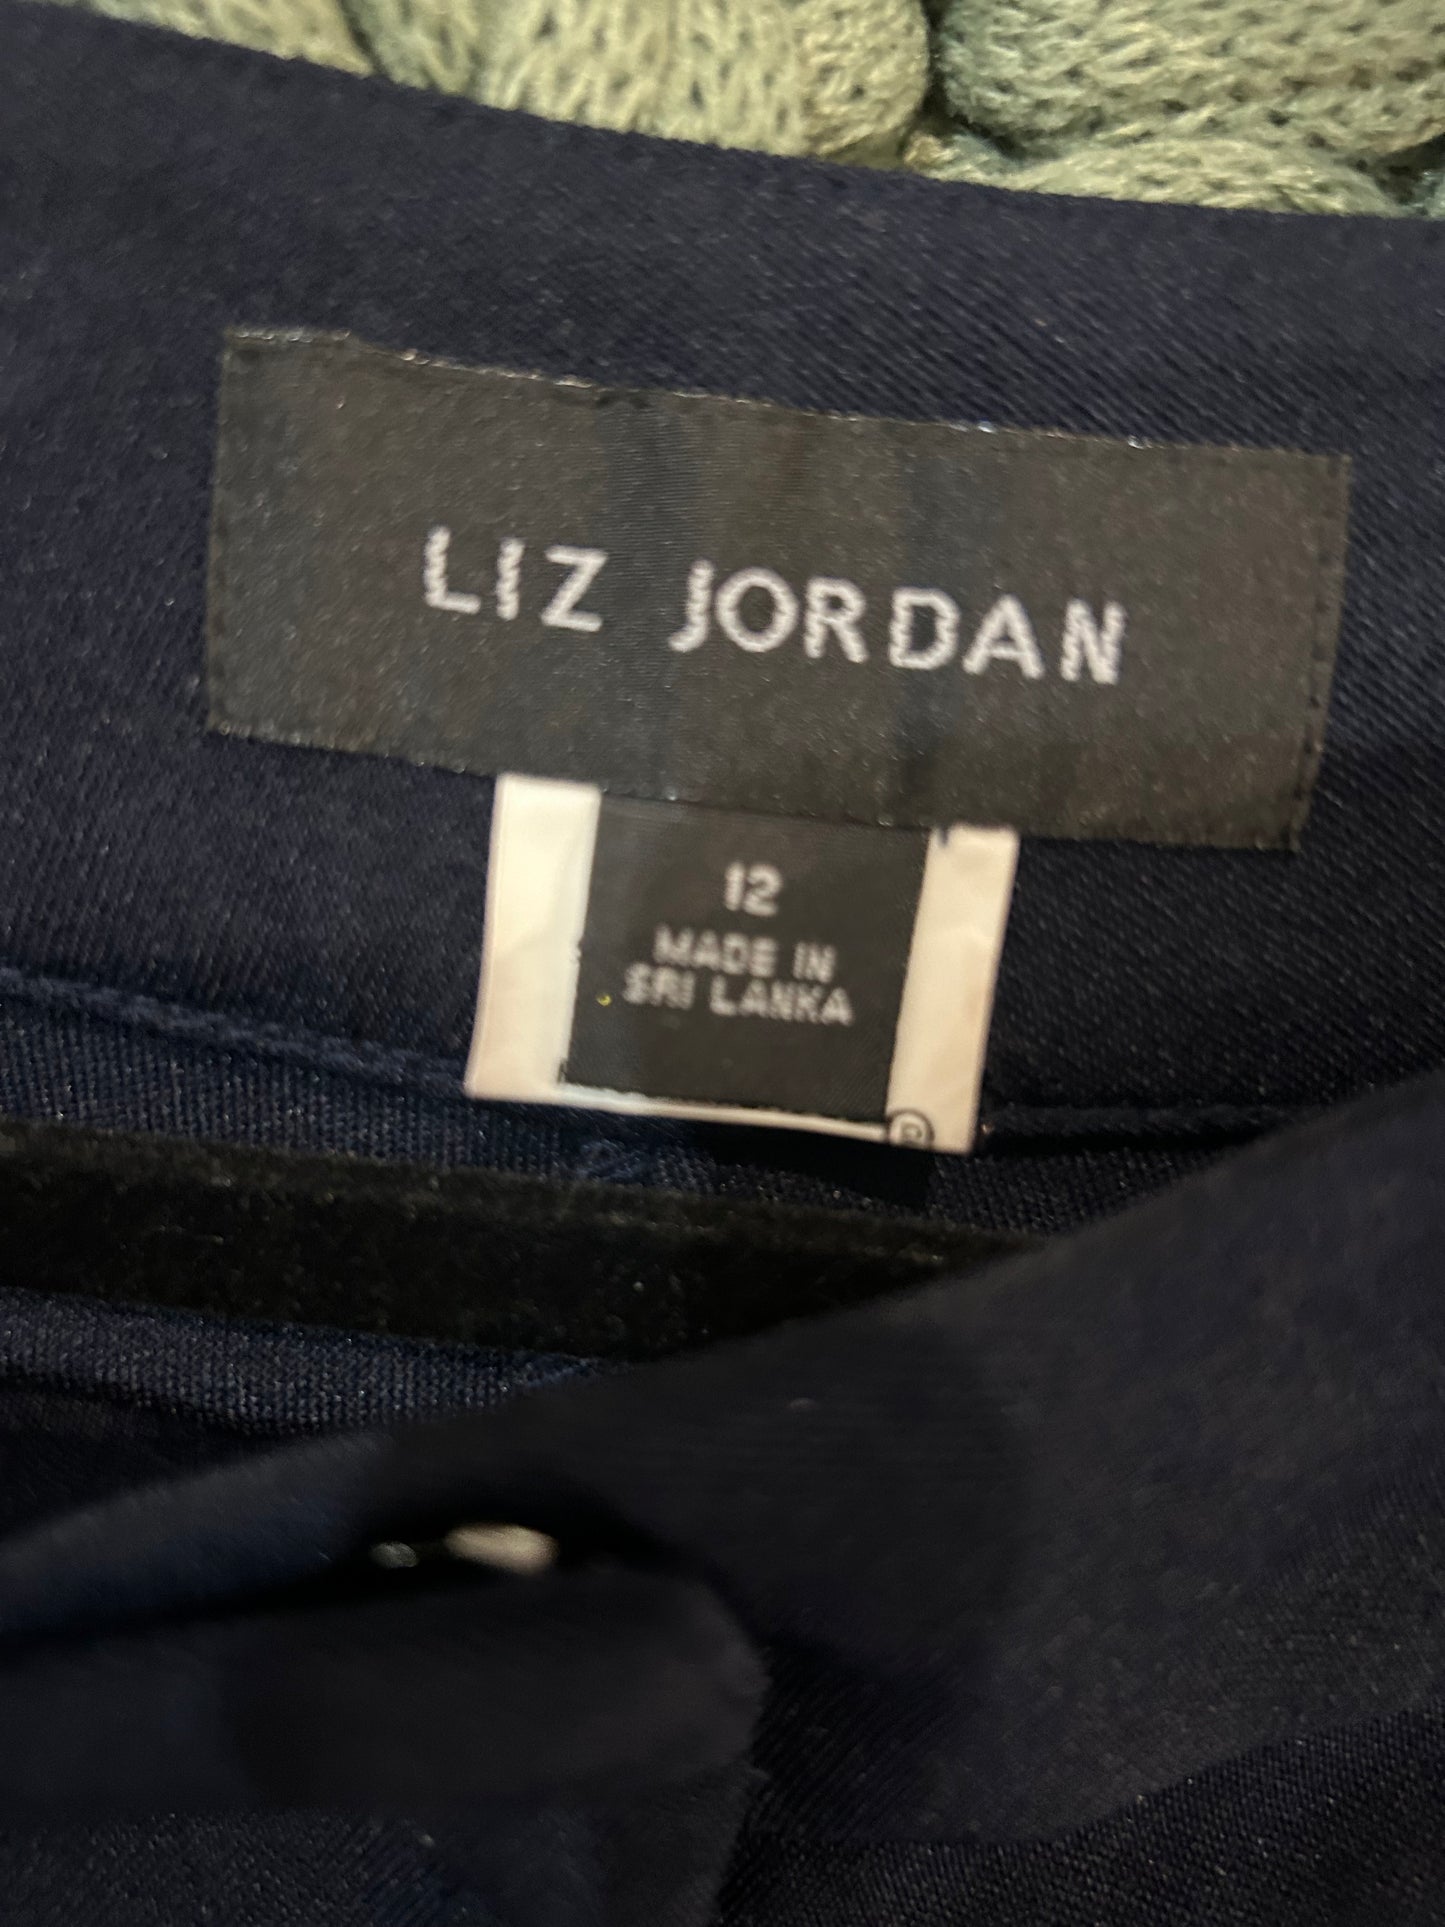 LIZ JORDAN
12
MADE IN
SRI LANKA